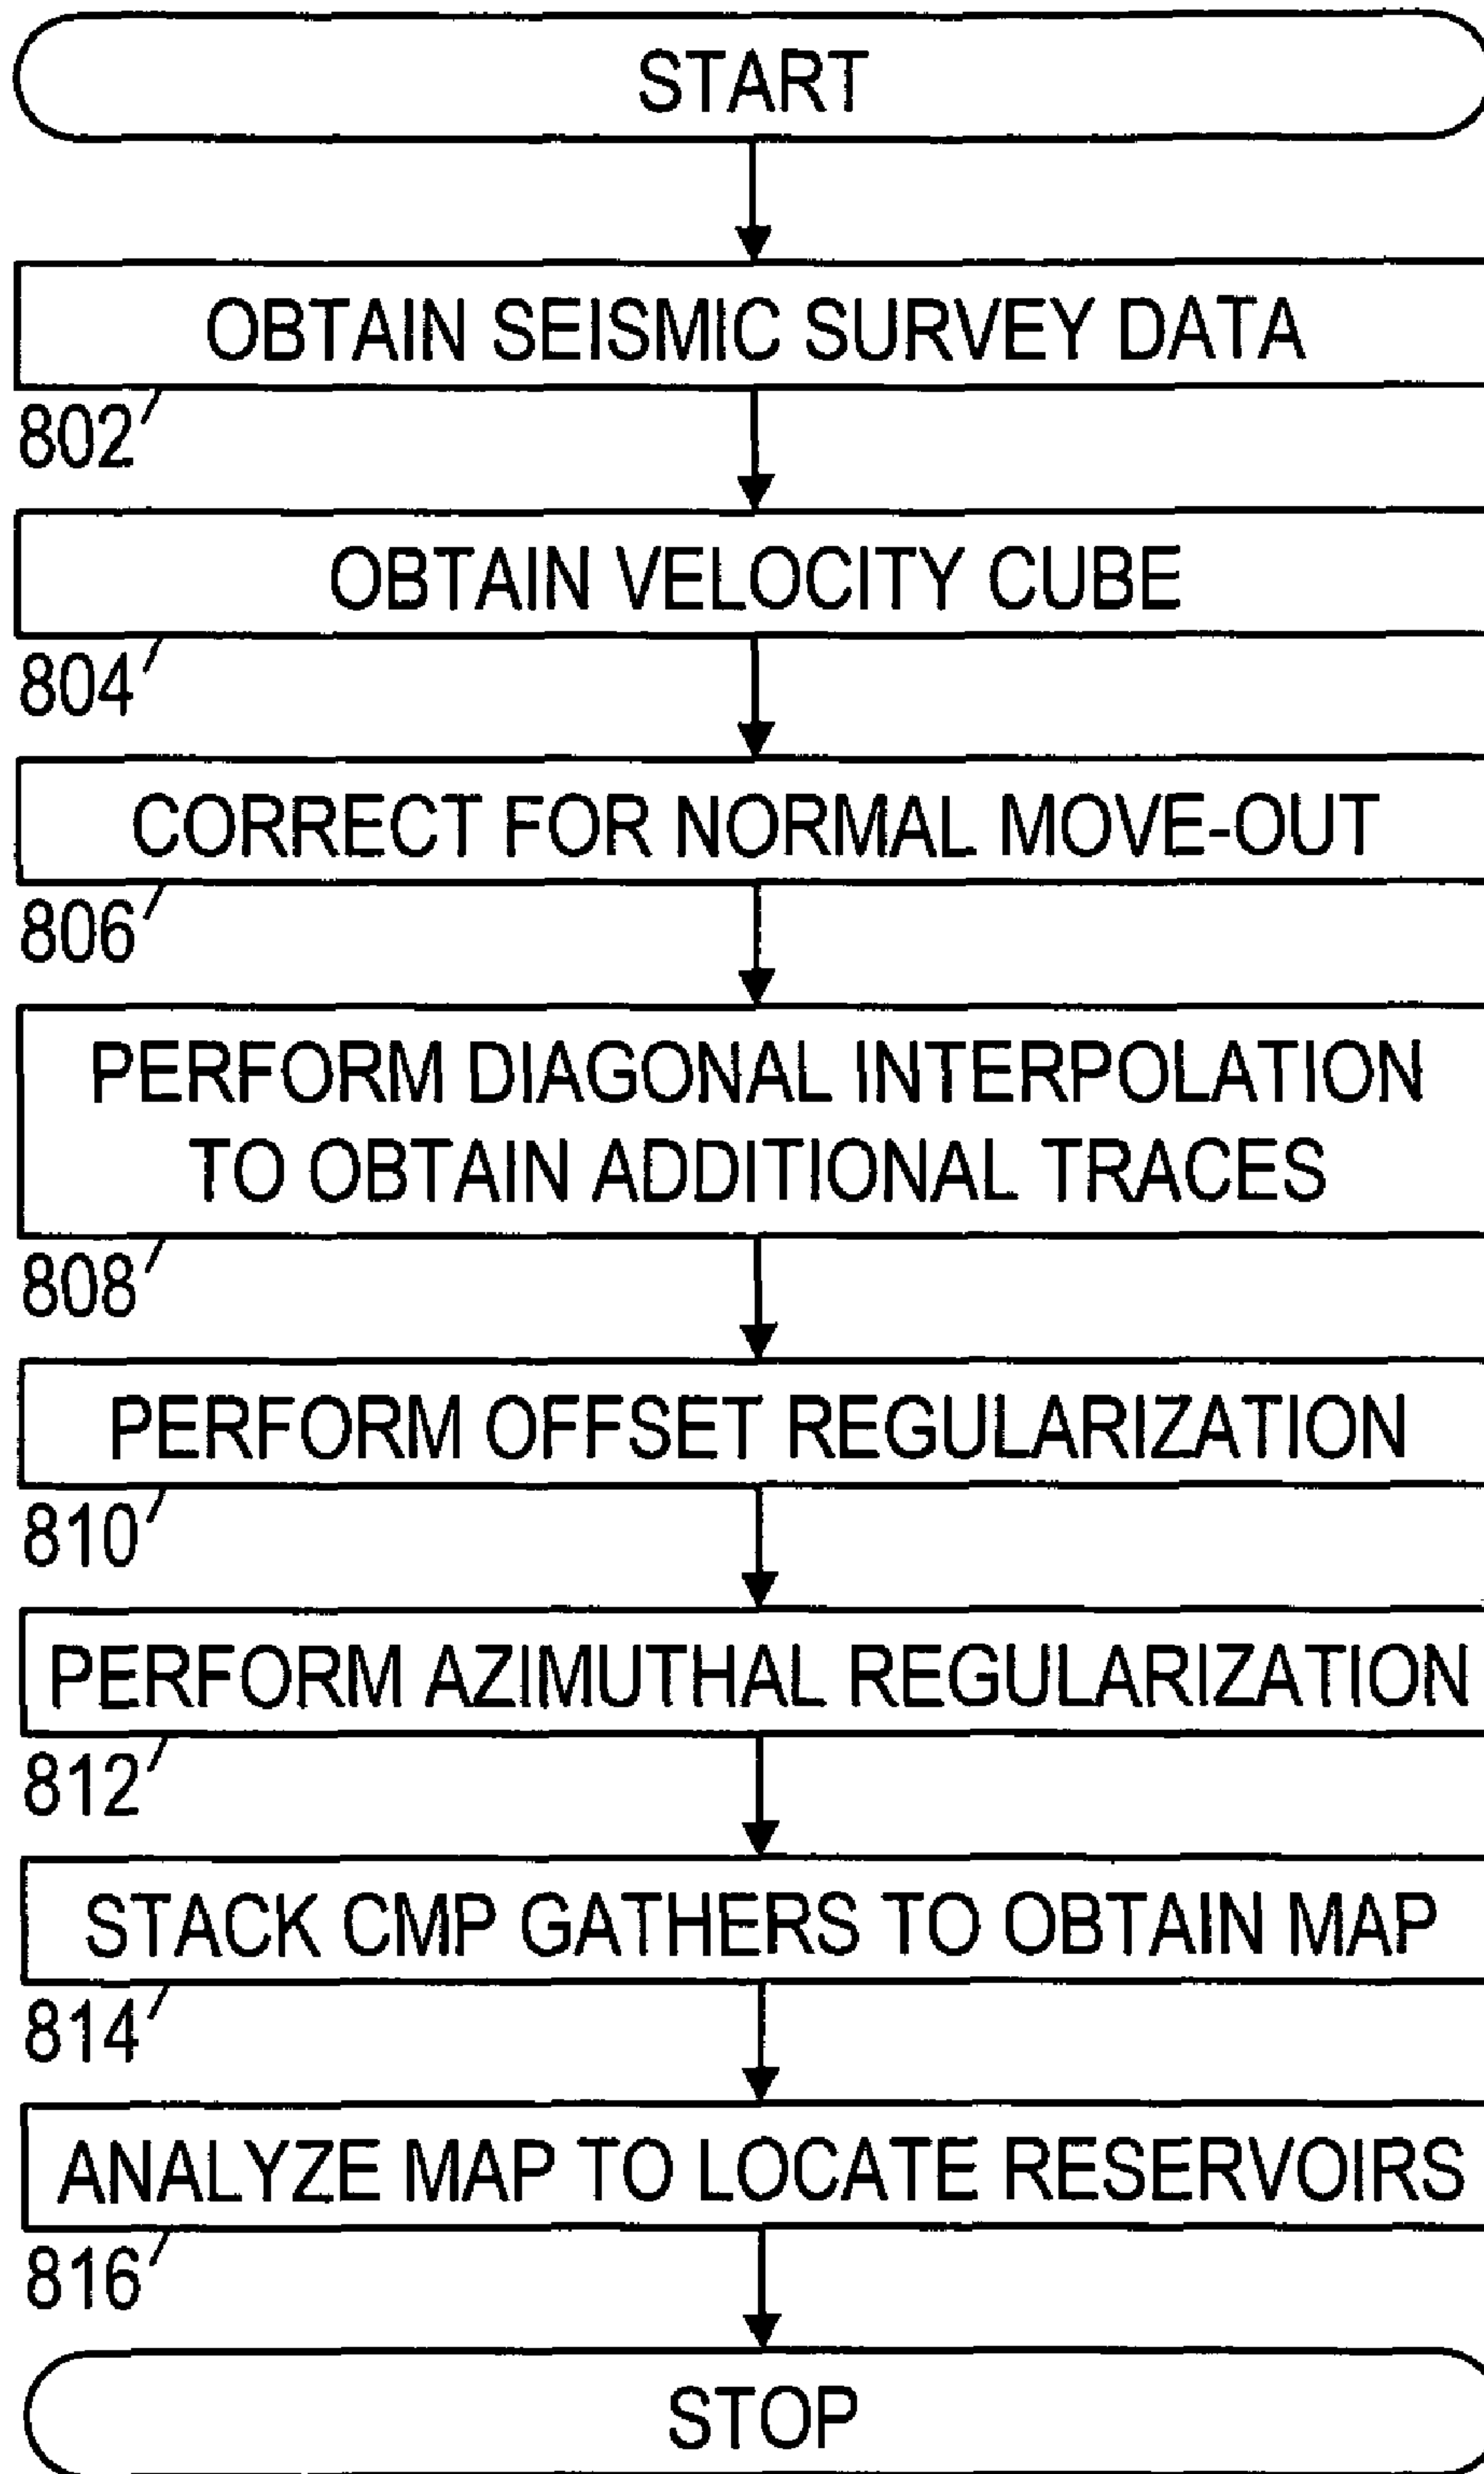 START
OBTAIN SEISMIC SURVEY DATA
802
OBTAIN VELOCITY CUBE
804
CORRECT FOR NORMAL MOVE-OUT
806
PERFORM DIAGONAL INTERPOLATION
TO OBTAIN ADDITIONAL TRACES
808
PERFORM OFFSET REGULARIZATION
810
PERFORM AZIMUTHAL REGULARIZATION
812
STACK CMP GATHERS TO OBTAIN MAP
814
ANALYZE MAP TO LOCATE RESERVOIRS
816
STOP